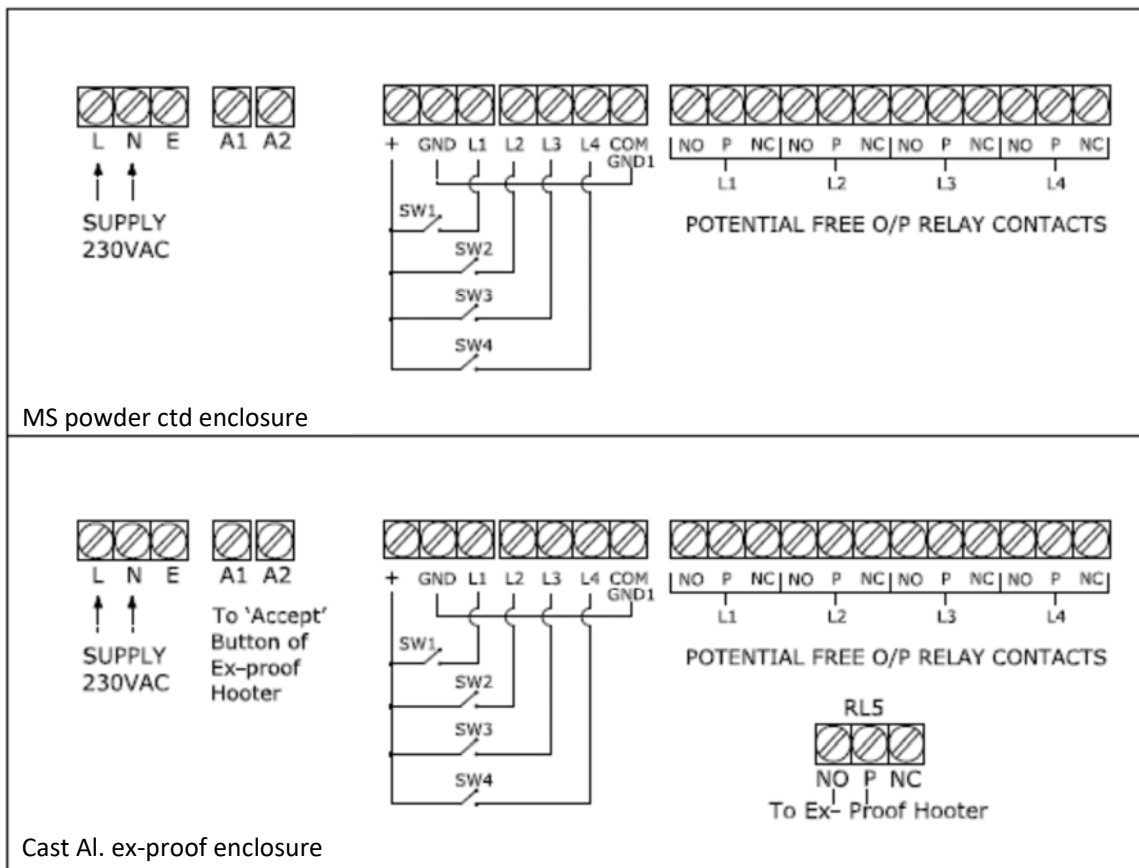 L N E A1 A2 + GND L1 L2 L3 L4 COM NO P NC NO P NC NO P NC NO P NC
GND1
L1 L2 L3 L4
SUPPLY
230VAC
SW1
SW2
SW3
SW4
POTENTIAL FREE O/P RELAY CONTACTS
MS powder ctd enclosure
L N E A1 A2 + GND L1 L2 L3 L4 COM NO P NC NO P NC NO P NC NO P NC
GND1
L1 L2 L3 L4
SUPPLY
230VAC
To ‘Accept’
Button of
Ex-proof
Hooter
SW1
SW2
SW3
SW4
POTENTIAL FREE O/P RELAY CONTACTS
RL5
NO P NC
To Ex- Proof Hooter
Cast Al. ex-proof enclosure